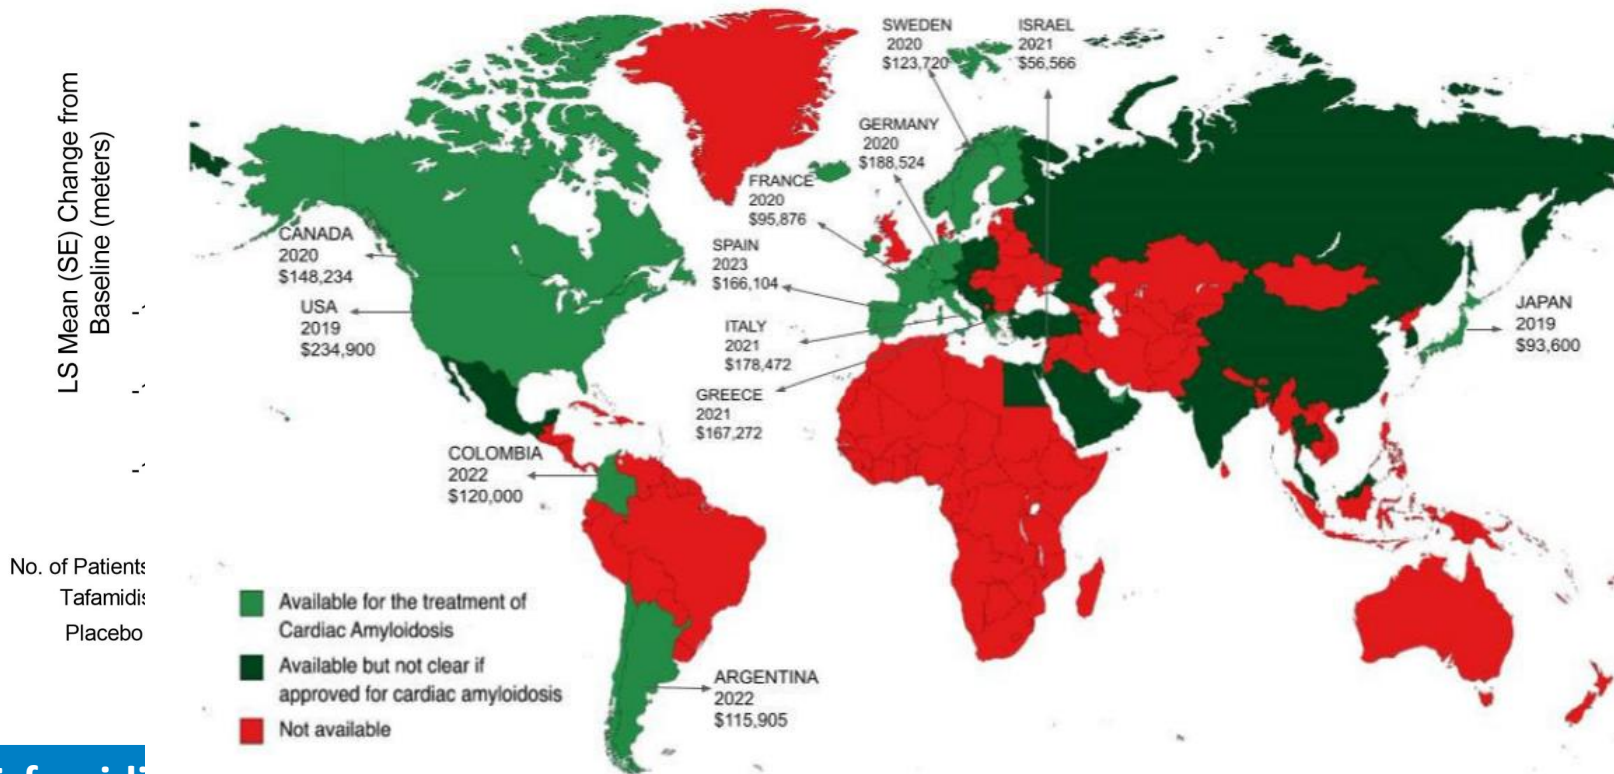 LS Mean (SE) Change from
Baseline (meters)
No. of Patients
Tafamidis
Placebo
SWEDEN
2020
$123,720
ISRAEL
2021
$56,566
GERMANY
2020
$188,524
FRANCE
2020
$95,876
SPAIN
2023
$166,104
ITALY
2021
$178,472
GREECE
2021
$167,272
CANADA
2020
$148,234
USA
2019
$234,900
JAPAN
2019
$93,600
COLOMBIA
2022
$120,000
ARGENTINA
2022
$115,905
Available for the treatment of
Cardiac Amyloidosis
Available but not clear if
approved for cardiac amyloidosis
Not available